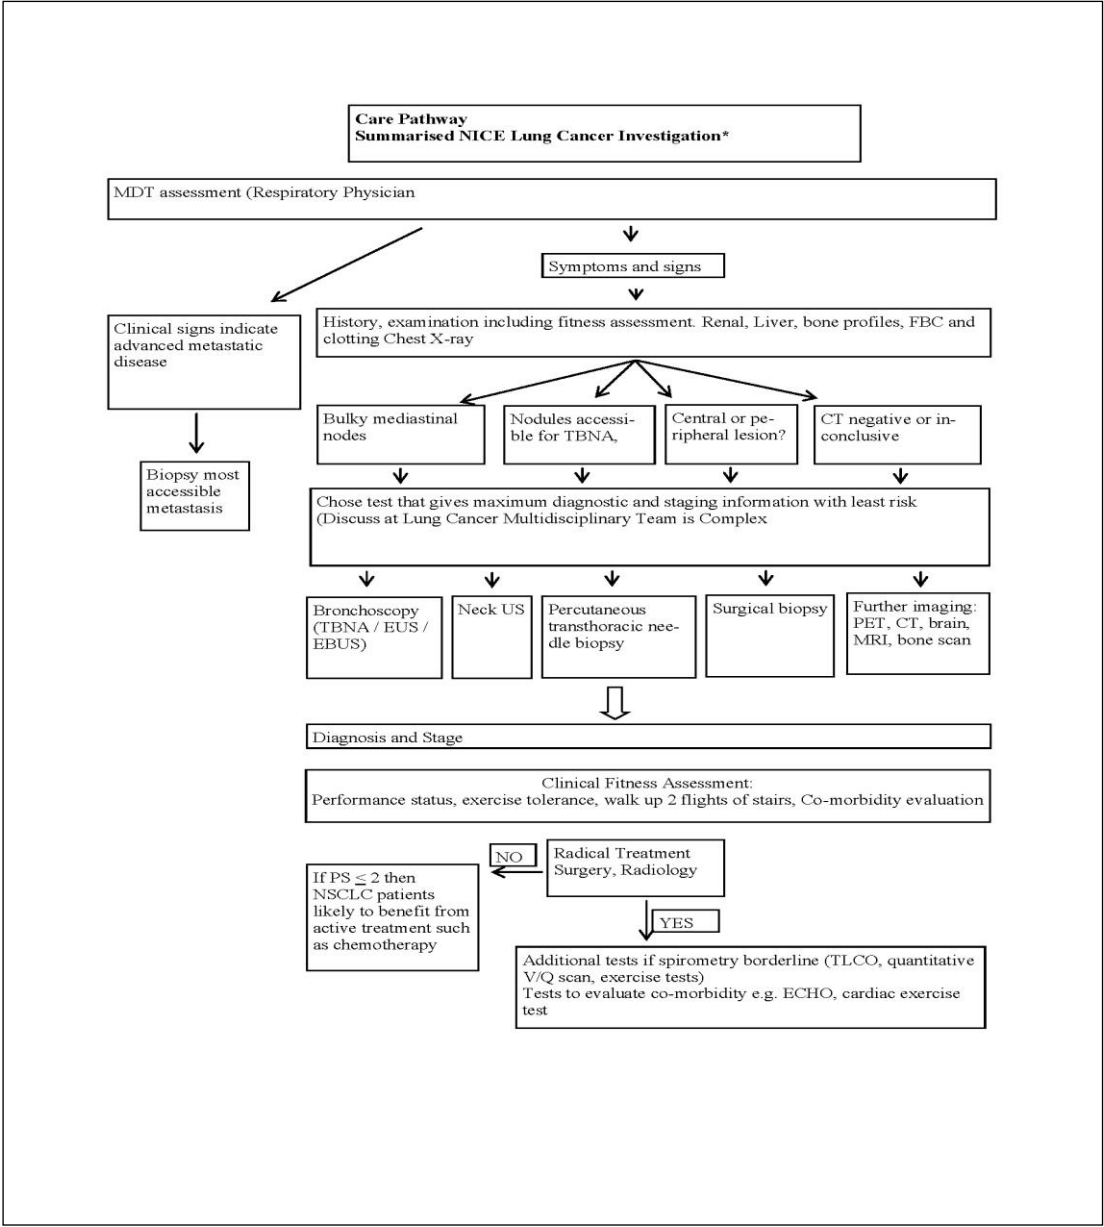 Care Pathway
Summarised NICE Lung Cancer Investigation*
MDT assessment (Respiratory Physician
Symptoms and signs
Clinical signs indicate
advanced metastatic
disease
History, examination including fitness assessment. Renal, Liver, bone profiles, FBC and
clotting Chest X-ray
Bulky mediastinal
nodes
Nodules accessi-
ble for TBNA,
Central or pe-
ripheral lesion?
CT negative or in-
conclusive
Biopsy most
accessible
metastasis
Chose test that gives maximum diagnostic and staging information with least risk
(Discuss at Lung Cancer Multidisciplinary Team is Complex
Bronchoscopy
(TBNA / EUS /
EBUS)
Neck US
Percutaneous
transthoracic nee-
dle biopsy
Surgical biopsy
Further imaging:
PET, CT, brain,
MRI, bone scan
Diagnosis and Stage
Clinical Fitness Assessment:
Performance status, exercise tolerance, walk up 2 flights of stairs, Co-morbidity evaluation
Radical Treatment
Surgery, Radiology
NO
If PS ≤ 2 then
NSCLC patients
likely to benefit from
active treatment such
as chemotherapy
YES
Additional tests if spirometry borderline (TLCO, quantitative
V/Q scan, exercise tests)
Tests to evaluate co-morbidity e.g. ECHO, cardiac exercise
test